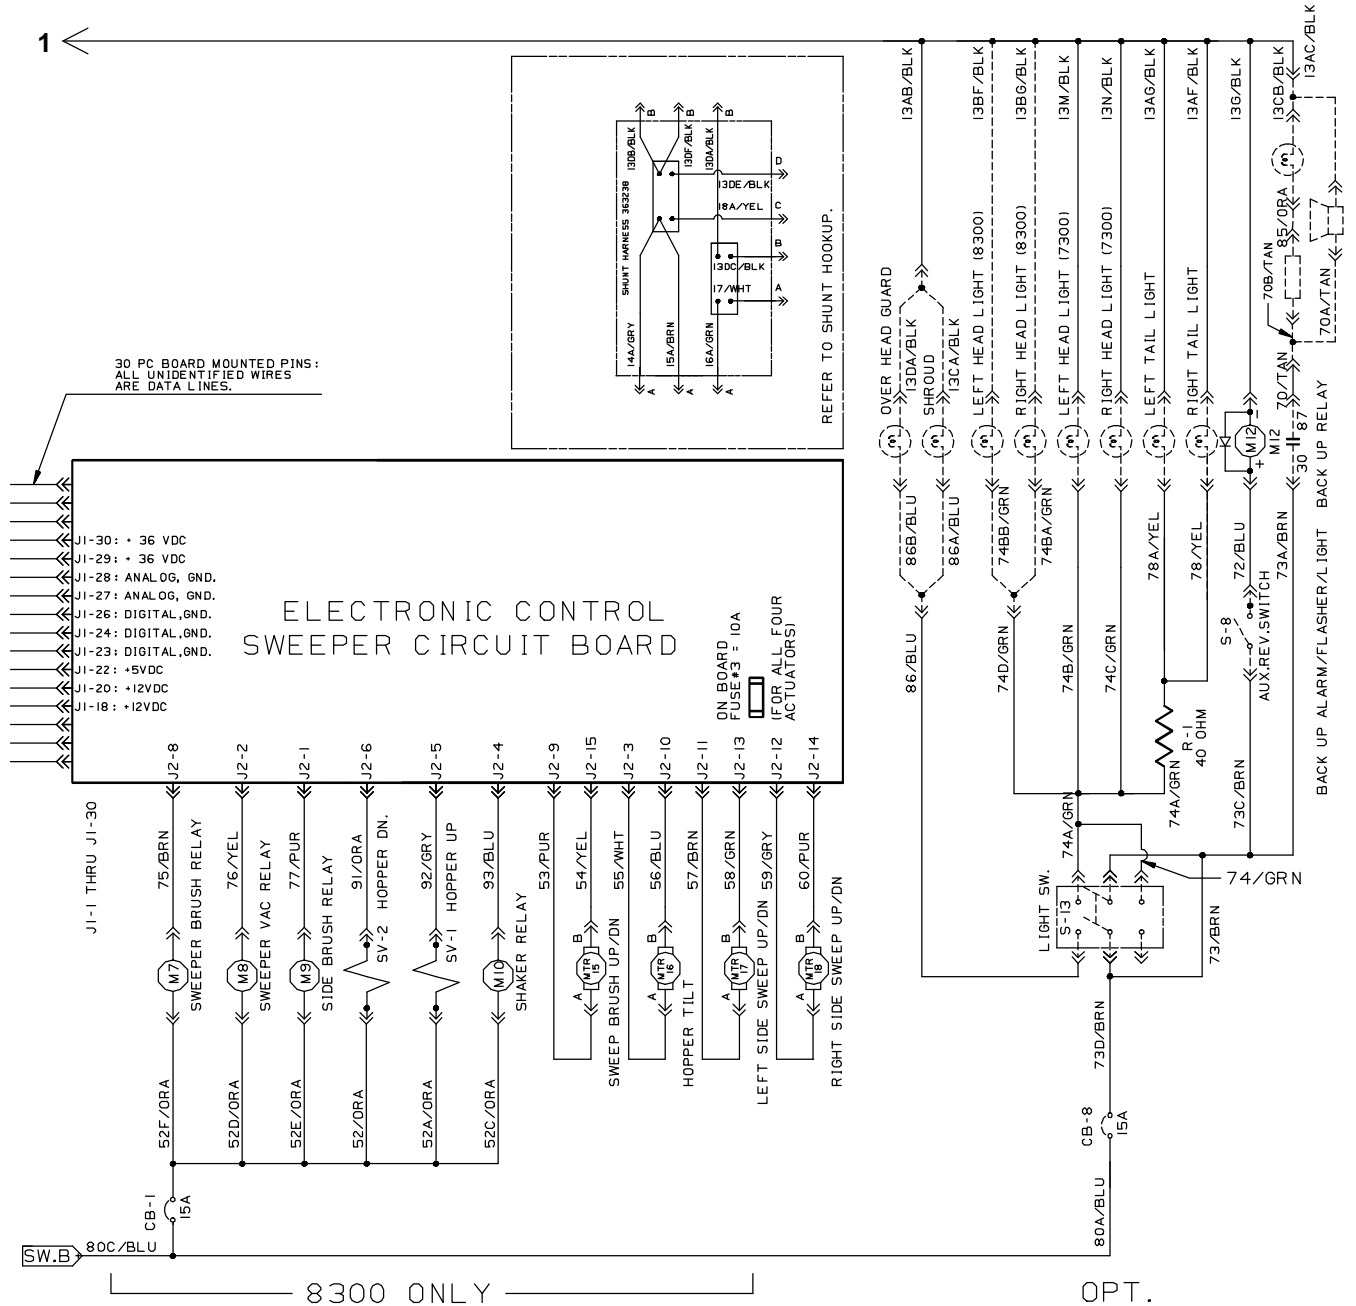 1
13AB/BLK
13BF/BLK
13BG/BLK
13M/BLK
13N/BLK
13AG/BLK
13AF/BLK
13G/BLK
13CB/BLK
13AC/BLK
13DB/BLK
B
13DF/BLK
B
13DA/BLK
B
SHUNT HARNESS 363238
13DE/BLK
D
18A/YEL
C
13DC/BLK
B
17/WHT
A
14A/GRY
A
15A/BRN
A
16A/GRN
A
REFER TO SHUNT HOOKUP.
OVER HEAD GUARD
13DA/BLK
SHROUD
13CA/BLK
LEFT HEAD LIGHT (8300)
RIGHT HEAD LIGHT (8300)
LEFT HEAD LIGHT (7300)
RIGHT HEAD LIGHT (7300)
LEFT TAIL LIGHT
RIGHT TAIL LIGHT
85/ORA
70B/TAN
70A/TAN
70/TAN
M12
M12
-
+
30
87
BACK UP ALARM/FLASHER/LIGHT BACK UP RELAY
86B/BLU
86A/BLU
74BB/GRN
74BA/GRN
78A/YEL
78/YEL
72/BLU
73A/BRN
S-8
AUX.REV.SWITCH
86/BLU
74D/GRN
74B/GRN
74C/GRN
R-1
40 OHM
74A/GRN
74A/GRN
73C/BRN
74/GRN
LIGHT SW.
S-13
73/BRN
73D/BRN
CB-8
15A
80A/BLU
30 PC BOARD MOUNTED PINS:
ALL UNIDENTIFIED WIRES
ARE DATA LINES.
J1-30: + 36 VDC
J1-29: + 36 VDC
J1-28: ANALOG, GND.
J1-27: ANALOG, GND.
J1-26: DIGITAL,GND.
J1-24: DIGITAL,GND.
J1-23: DIGITAL,GND.
J1-22: +5VDC
J1-20: +12VDC
J1-18: +12VDC
ELECTRONIC CONTROL
SWEEPER CIRCUIT BOARD
ON BOARD
FUSE #3 = 10A
(FOR ALL FOUR
ACTUATORS)
J1-1 THRU J1-30
J2-8
J2-2
J2-1
J2-6
J2-5
J2-4
J2-9
J2-15
J2-3
J2-10
J2-11
J2-13
J2-12
J2-14
75/BRN
SWEEPER BRUSH RELAY
76/YEL
SWEEPER VAC RELAY
77/PUR
SIDE BRUSH RELAY
91/ORA
SV-2 HOPPER DN.
92/GRY
SV-1 HOPPER UP
93/BLU
SHAKER RELAY
53/PUR
54/YEL
55/WHT
56/BLU
57/BRN
58/GRN
59/GRY
60/PUR
M7
M8
M9
M10
B
MTR
15
A
SWEEP BRUSH UP/DN
B
MTR
16
A
HOPPER TILT
B
MTR
17
A
LEFT SIDE SWEEP UP/DN
B
MTR
18
A
RIGHT SIDE SWEEP UP/DN
52F/ORA
52D/ORA
52E/ORA
52/ORA
52A/ORA
52C/ORA
CB-1
15A
SW.B
80C/BLU
8300 ONLY
OPT.